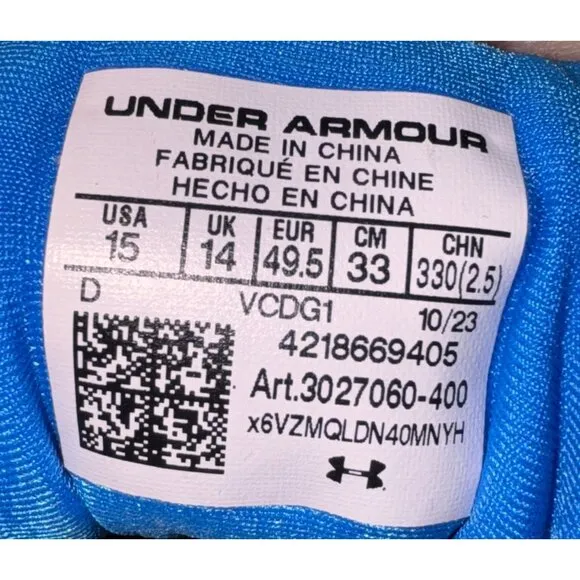 UNDER ARMOUR
MADE IN CHINA
FABRIQUÉ EN CHINE
HECHO EN CHINA
USA UK EUR CM CHN
15 14 49.5 33 330(2.5)
D VCDG1 10/23
4218669405
Art.3027060-400
x6VZMQLDN40MNYH